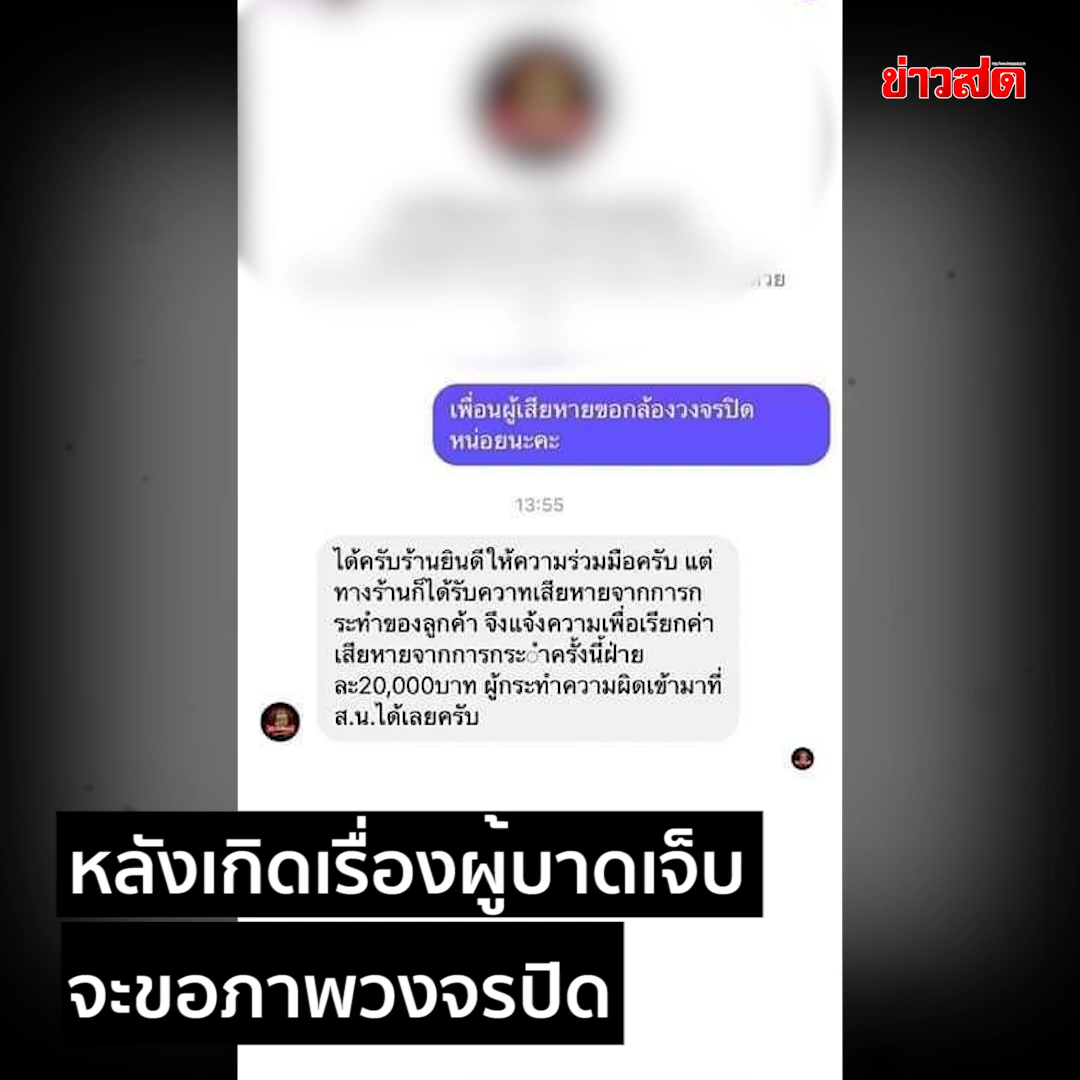 ข่าวสด
เพื่อนผู้เสียหายขอกล้องวงจรปิด
หน่อยนะคะ
13:55
ได้ครับร้านยินดีให้ความร่วมมือครับ แต่
ทางร้านก็ได้รับควาทเสียหายจากการก
ระทำของลูกค้า จึงแจ้งความเพื่อเรียกค่า
เสียหายจากการกระ​ำครั้งนี้ฝ่าย
ละ20,000บาท ผู้กระทำความผิดเข้ามาที่
ส.น.ได้เลยครับ
หลังเกิดเรื่องผู้บาดเจ็บ
จะขอภาพวงจรปิด